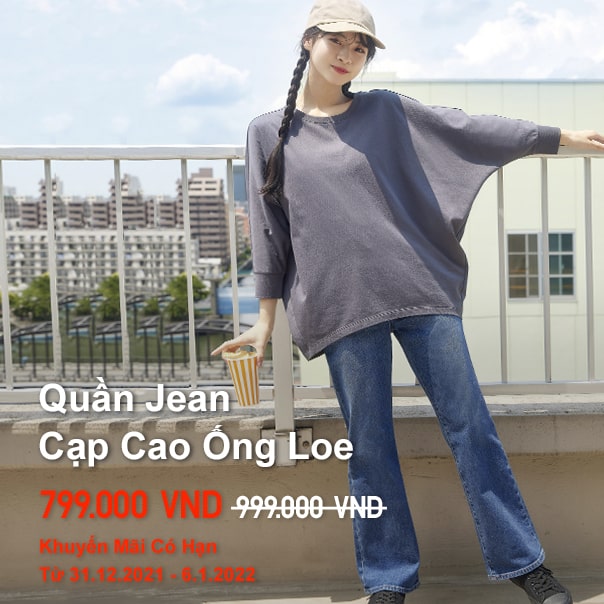 Quần Jean
Cạp Cao Ống Loe
799.000 VND 999.000 VND
Khuyến Mãi Có Hạn
Từ 31.12.2021 - 6.1.2022